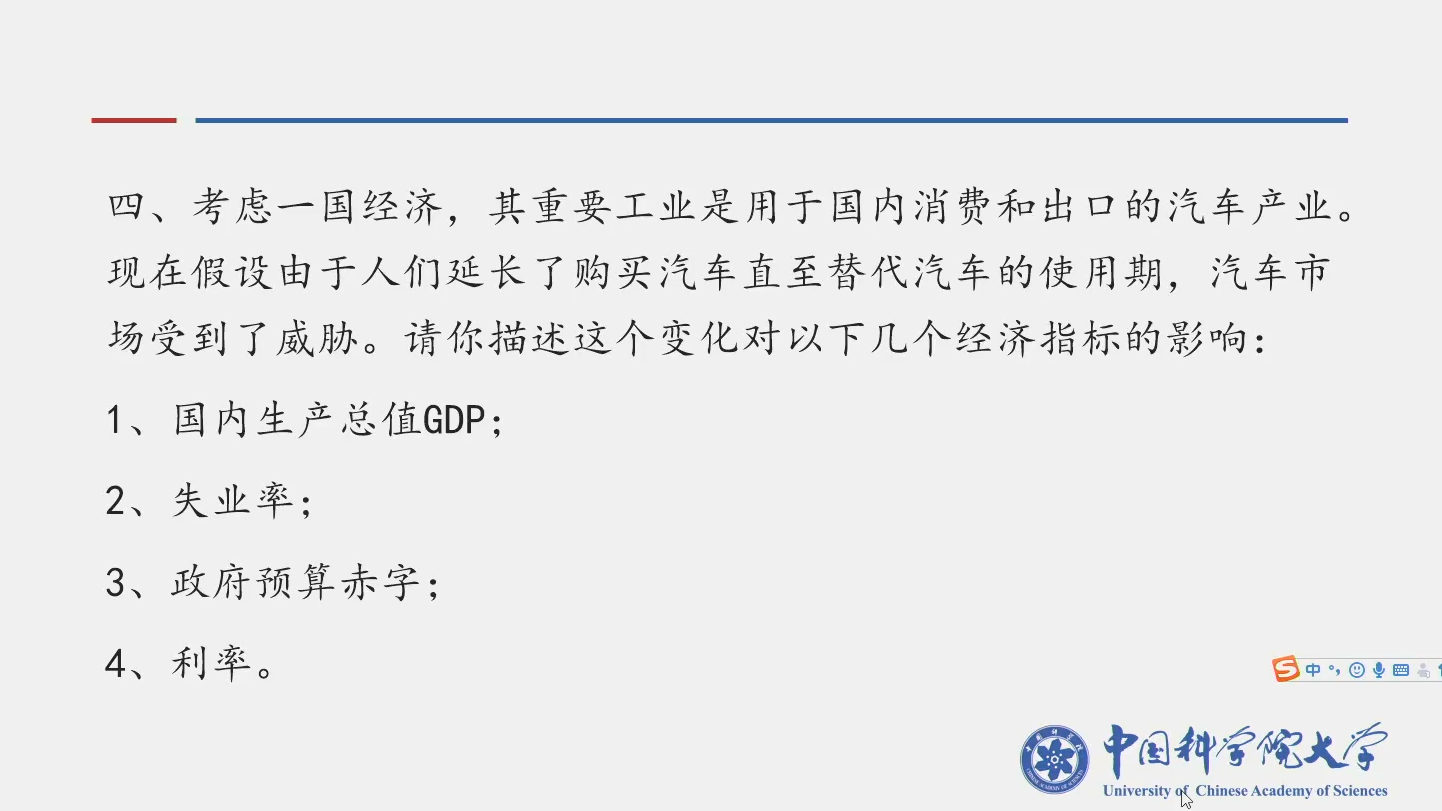 四、考虑一国经济，其重要工业是用于国内消费和出口的汽车产业。
现在假设由于人们延长了购买汽车直至替代汽车的使用期，汽车市
场受到了威胁。请你描述这个变化对以下几个经济指标的影响：
1、国内生产总值GDP；
2、失业率；
3、政府预算赤字；
4、利率。
中
中国科学院大学
University of Chinese Academy of Sciences